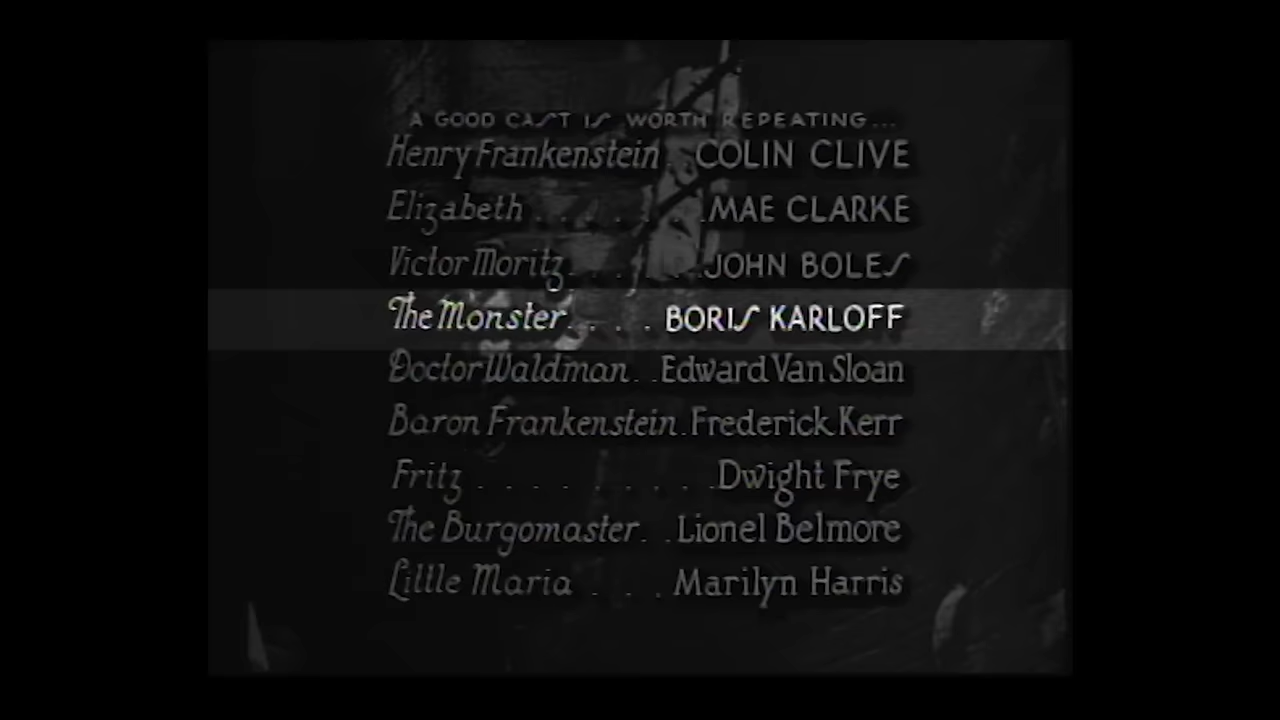 A GOOD CAST IS WORTH REPEATING...
Henry Frankenstein . . COLIN CLIVE
Elizabeth . . . . . . . MAE CLARKE
Victor Moritz . . . . . . JOHN BOLES
The Monster. . . . BORIS KARLOFF
Doctor Waldman. . Edward Van Sloan
Baron Frankenstein. Frederick Kerr
Fritz . . . . . . . . . Dwight Frye
The Burgomaster. . Lionel Belmore
Little Maria . . . Marilyn Harris